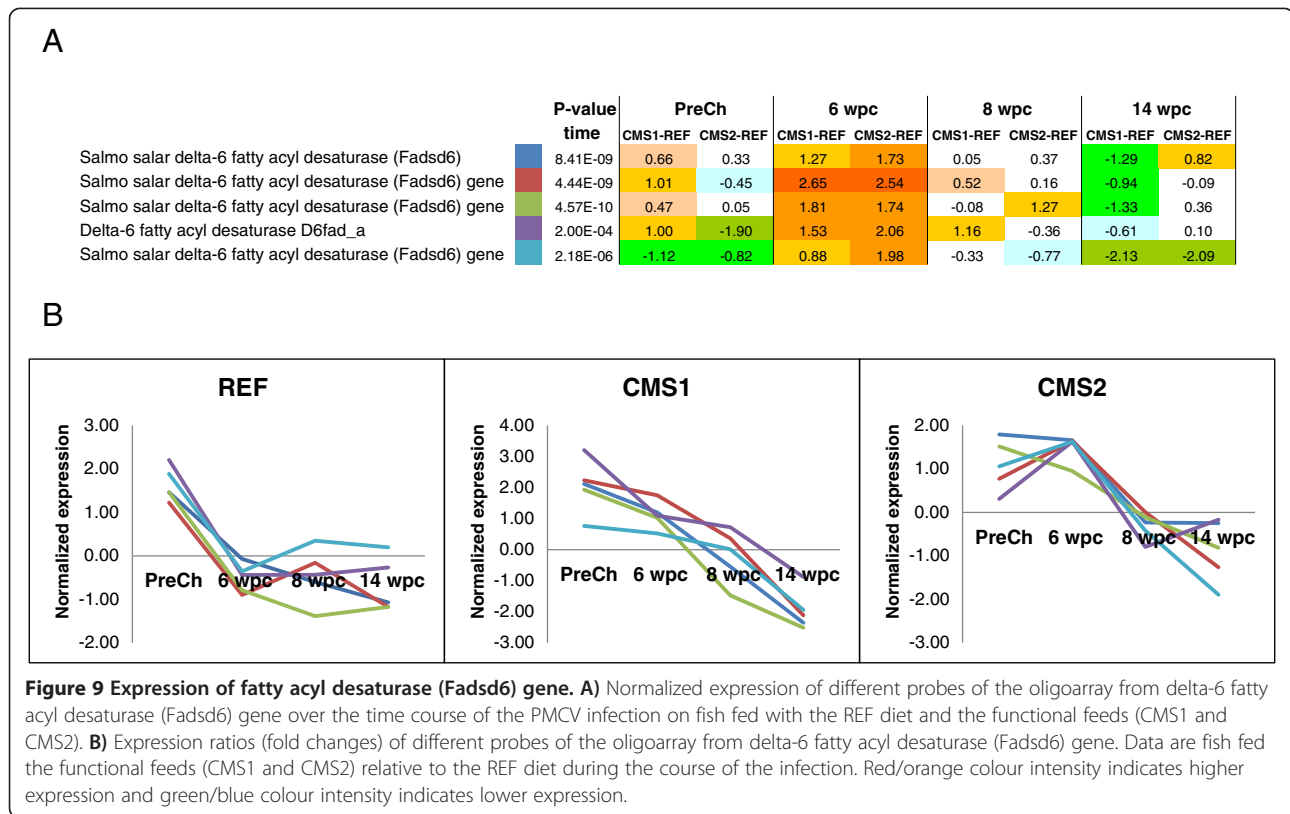 A
P-value time PreCh 6 wpc 8 wpc 14 wpc
CMS1-REF CMS2-REF CMS1-REF CMS2-REF CMS1-REF CMS2-REF CMS1-REF CMS2-REF
Salmo salar delta-6 fatty acyl desaturase (Fadsd6) 8.41E-09 0.66 0.33 1.27 1.73 0.05 0.37 -1.29 0.82
Salmo salar delta-6 fatty acyl desaturase (Fadsd6) gene 4.44E-09 1.01 -0.45 2.65 2.54 0.52 0.16 -0.94 -0.09
Salmo salar delta-6 fatty acyl desaturase (Fadsd6) gene 4.57E-10 0.47 0.05 1.81 1.74 -0.08 1.27 -1.33 0.36
Delta-6 fatty acyl desaturase D6fad_a 2.00E-04 1.00 -1.90 1.53 2.06 1.16 -0.36 -0.61 0.10
Salmo salar delta-6 fatty acyl desaturase (Fadsd6) gene 2.18E-06 -1.12 -0.82 0.88 1.98 -0.33 -0.77 -2.13 -2.09
B
REF
Normalized expression
3.00
2.00
1.00
0.00
-1.00
-2.00
PreCh 6 wpc 8 wpc 14 wpc
CMS1
Normalized expression
4.00
3.00
2.00
1.00
0.00
-1.00
-2.00
-3.00
PreCh 6 wpc 8 wpc 14 wpc
CMS2
Normalized expression
2.00
1.00
0.00
-1.00
-2.00
-3.00
PreCh 6 wpc 8 wpc 14 wpc
Figure 9 Expression of fatty acyl desaturase (Fadsd6) gene. A) Normalized expression of different probes of the oligoarray from delta-6 fatty
acyl desaturase (Fadsd6) gene over the time course of the PMCV infection on fish fed with the REF diet and the functional feeds (CMS1 and
CMS2). B) Expression ratios (fold changes) of different probes of the oligoarray from delta-6 fatty acyl desaturase (Fadsd6) gene. Data are fish fed
the functional feeds (CMS1 and CMS2) relative to the REF diet during the course of the infection. Red/orange colour intensity indicates higher
expression and green/blue colour intensity indicates lower expression.